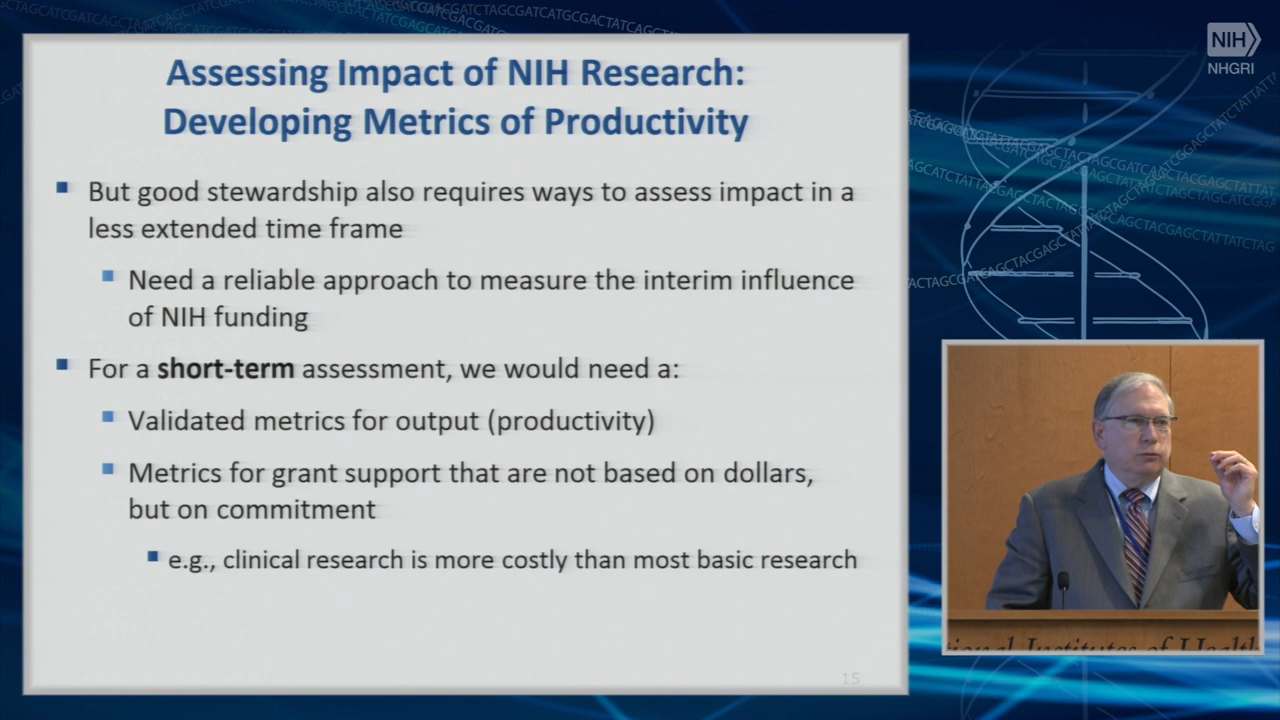 NIH
NHGRI
Assessing Impact of NIH Research:
Developing Metrics of Productivity
But good stewardship also requires ways to assess impact in a
less extended time frame
Need a reliable approach to measure the interim influence
of NIH funding
For a short-term assessment, we would need a:
Validated metrics for output (productivity)
Metrics for grant support that are not based on dollars,
but on commitment
e.g., clinical research is more costly than most basic research
15
Institutes of Health